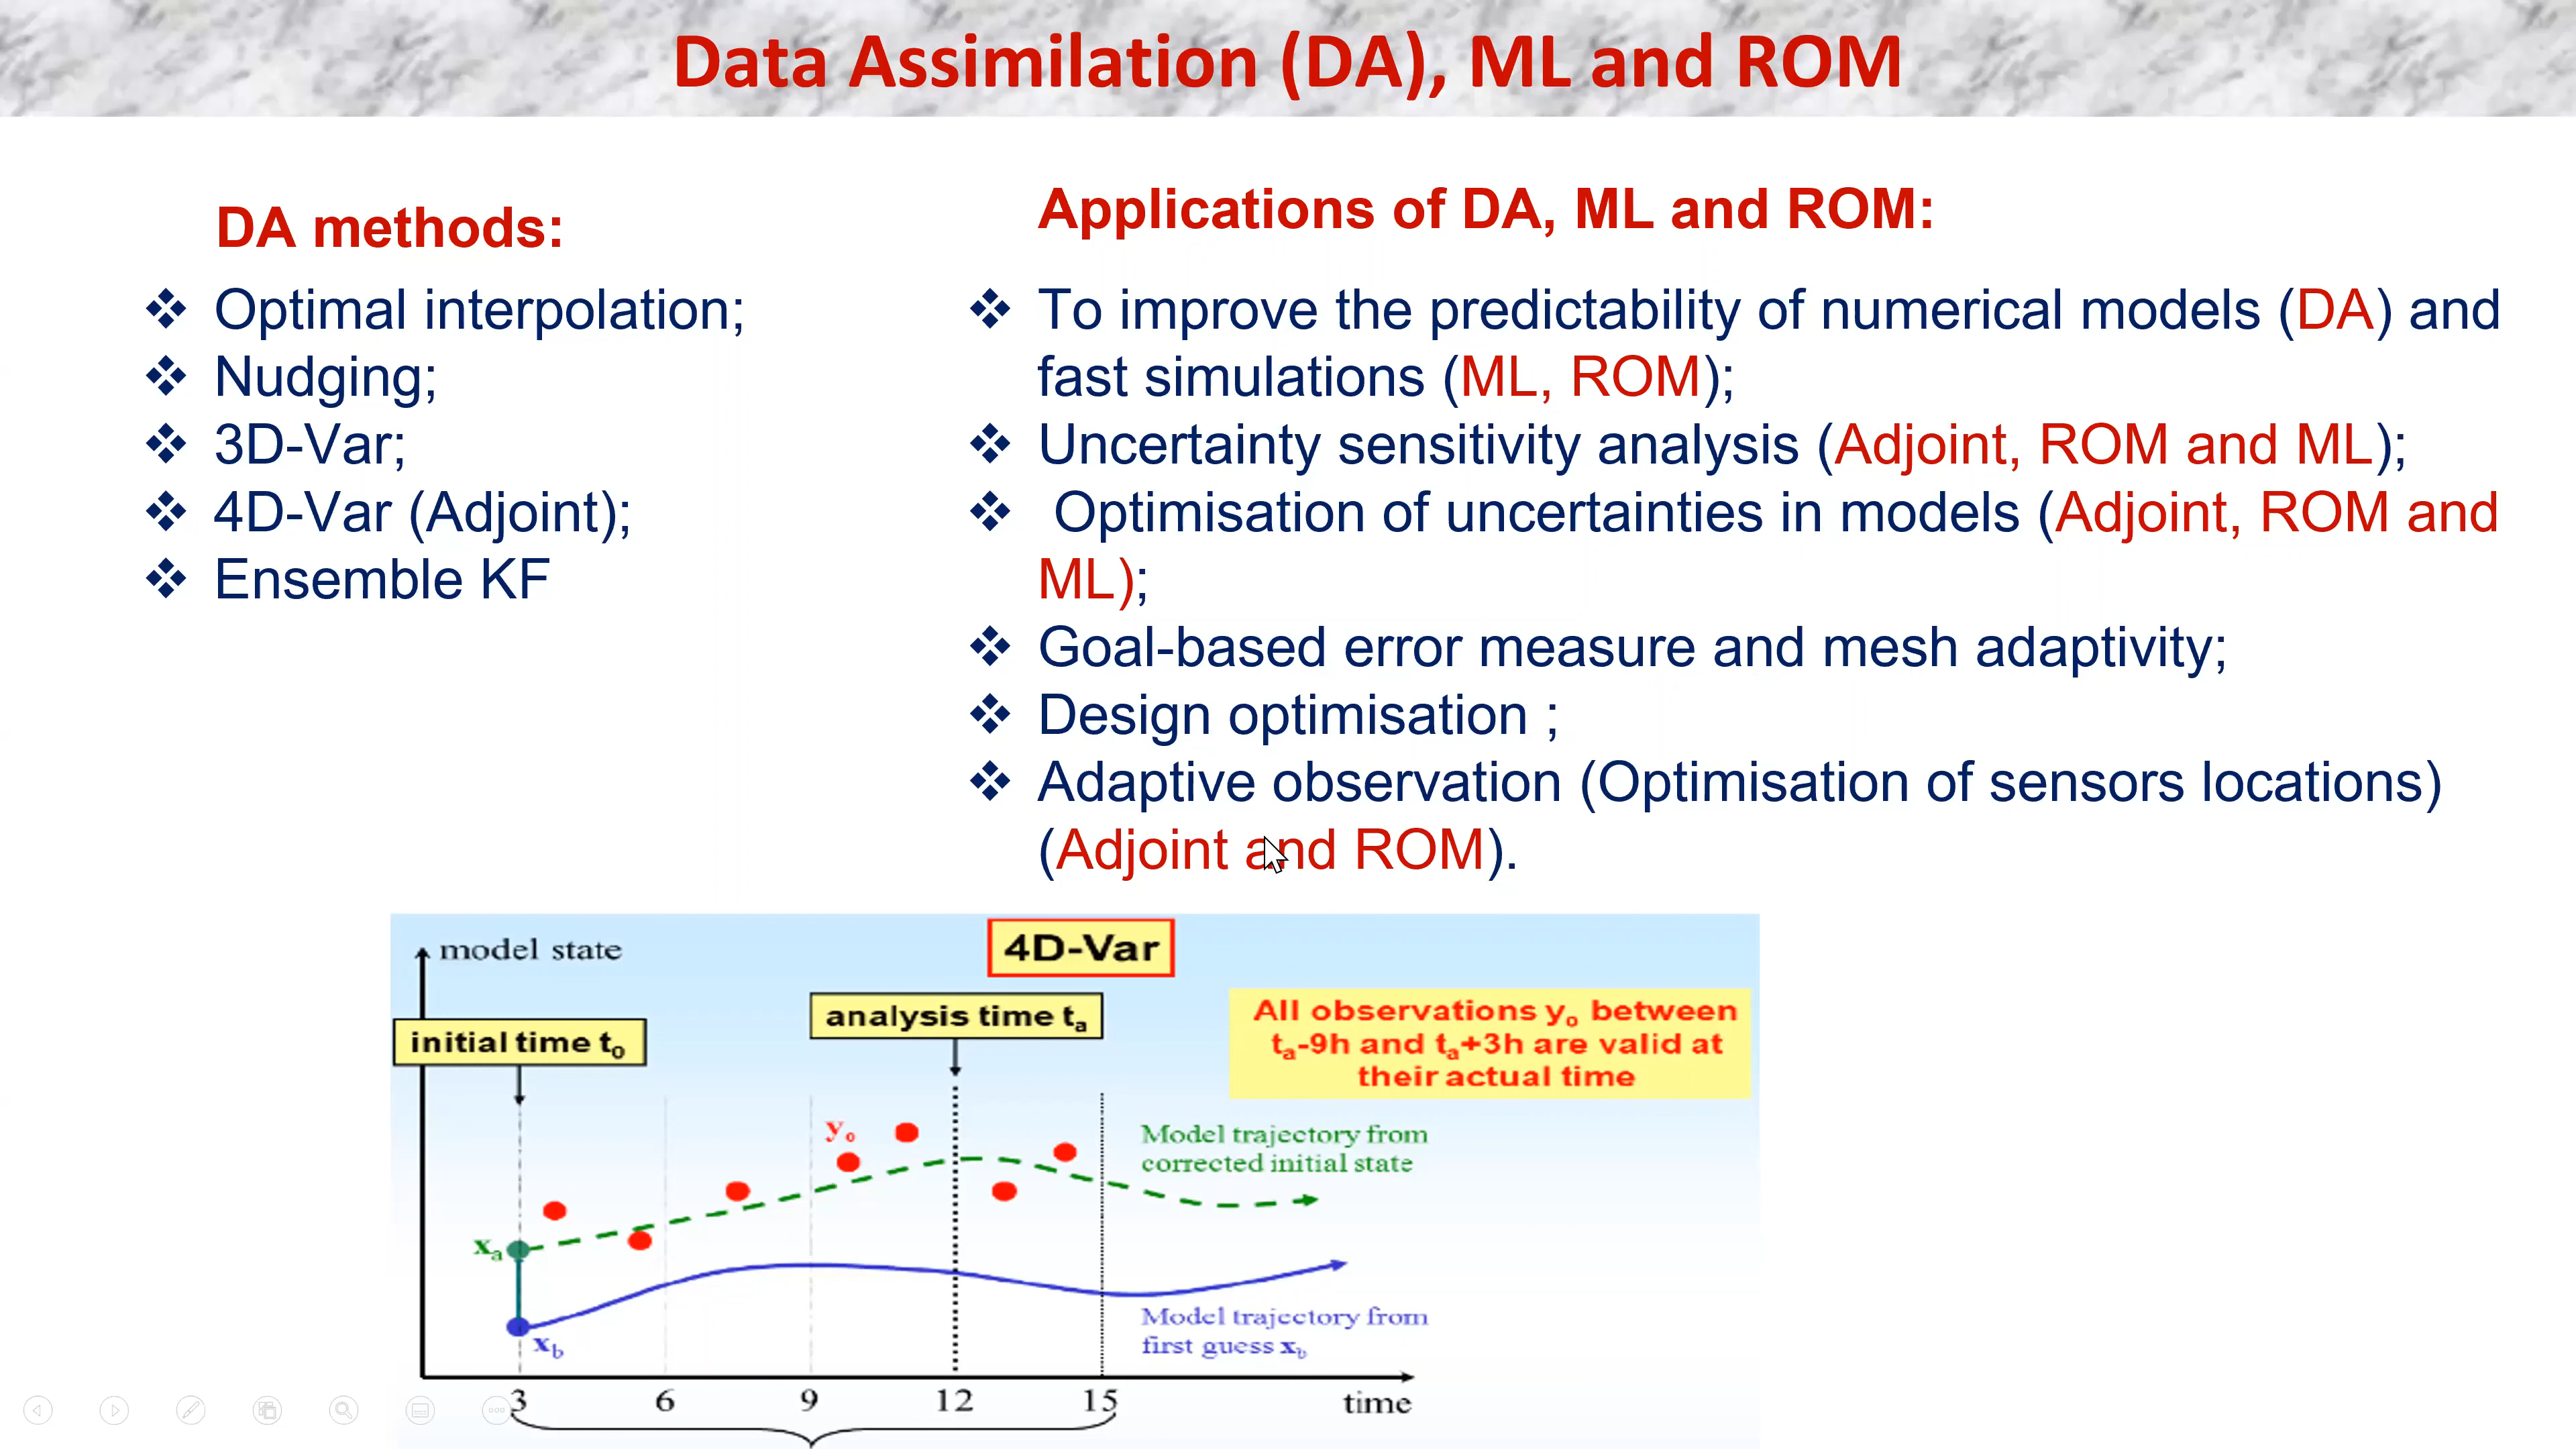 Data Assimilation (DA), ML and ROM
DA methods:
❖ Optimal interpolation;
❖ Nudging;
❖ 3D-Var;
❖ 4D-Var (Adjoint);
❖ Ensemble KF
Applications of DA, ML and ROM:
❖ To improve the predictability of numerical models (DA) and
fast simulations (ML, ROM);
❖ Uncertainty sensitivity analysis (Adjoint, ROM and ML);
❖ Optimisation of uncertainties in models (Adjoint, ROM and
ML);
❖ Goal-based error measure and mesh adaptivity;
❖ Design optimisation ;
❖ Adaptive observation (Optimisation of sensors locations)
(Adjoint and ROM).
4D-Var
model state
initial time t₀
analysis time tₐ
All observations yₒ between
tₐ-9h and tₐ+3h are valid at
their actual time
yₒ
Model trajectory from
corrected initial state
xₐ
x_b
Model trajectory from
first guess x_b
3 6 9 12 15 time